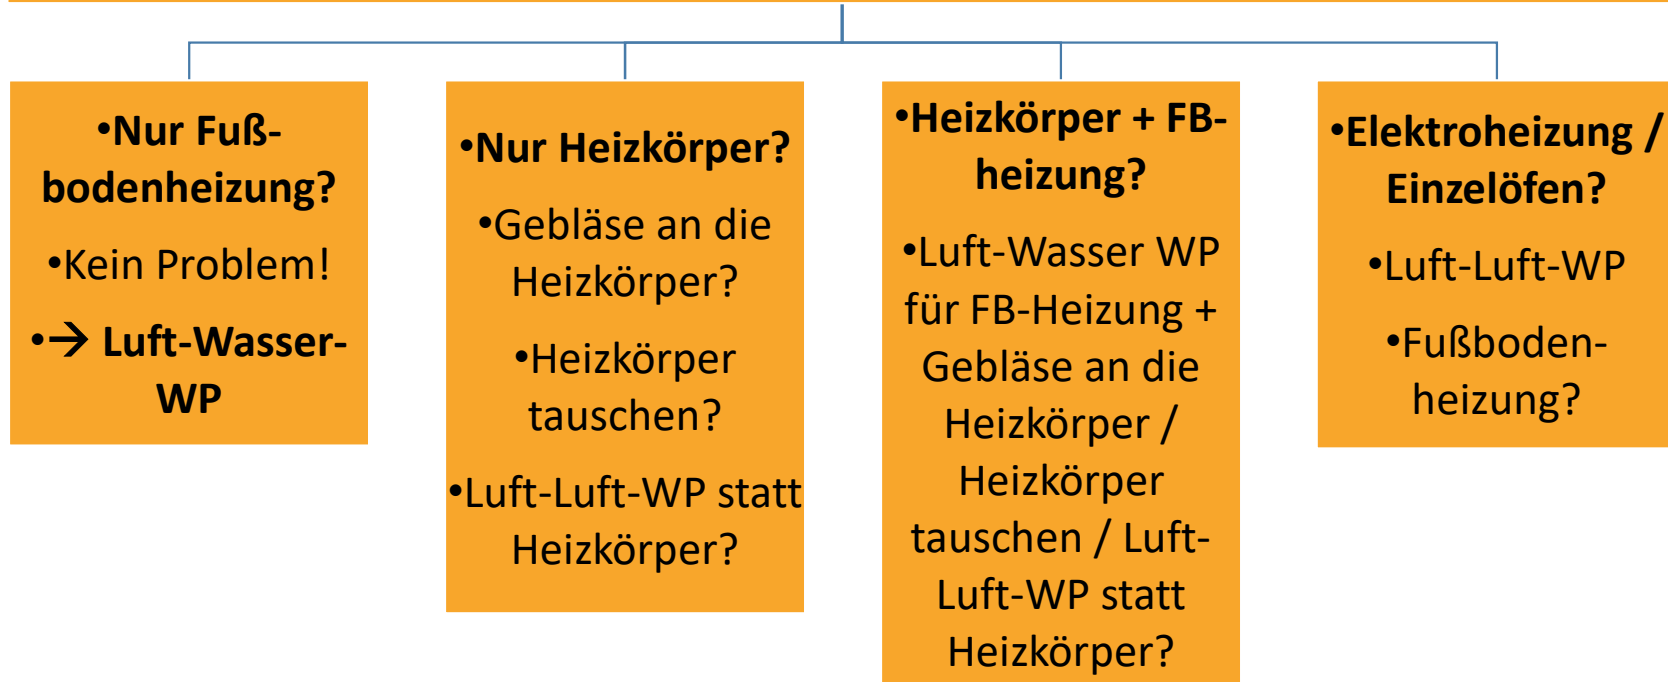 •Nur Fuß-
bodenheizung?
•Kein Problem!
•→ Luft-Wasser-
WP
•Nur Heizkörper?
•Gebläse an die
Heizkörper?
•Heizkörper
tauschen?
•Luft-Luft-WP statt
Heizkörper?
•Heizkörper + FB-
heizung?
•Luft-Wasser WP
für FB-Heizung +
Gebläse an die
Heizkörper /
Heizkörper
tauschen / Luft-
Luft-WP statt
Heizkörper?
•Elektroheizung /
Einzelöfen?
•Luft-Luft-WP
•Fußboden-
heizung?